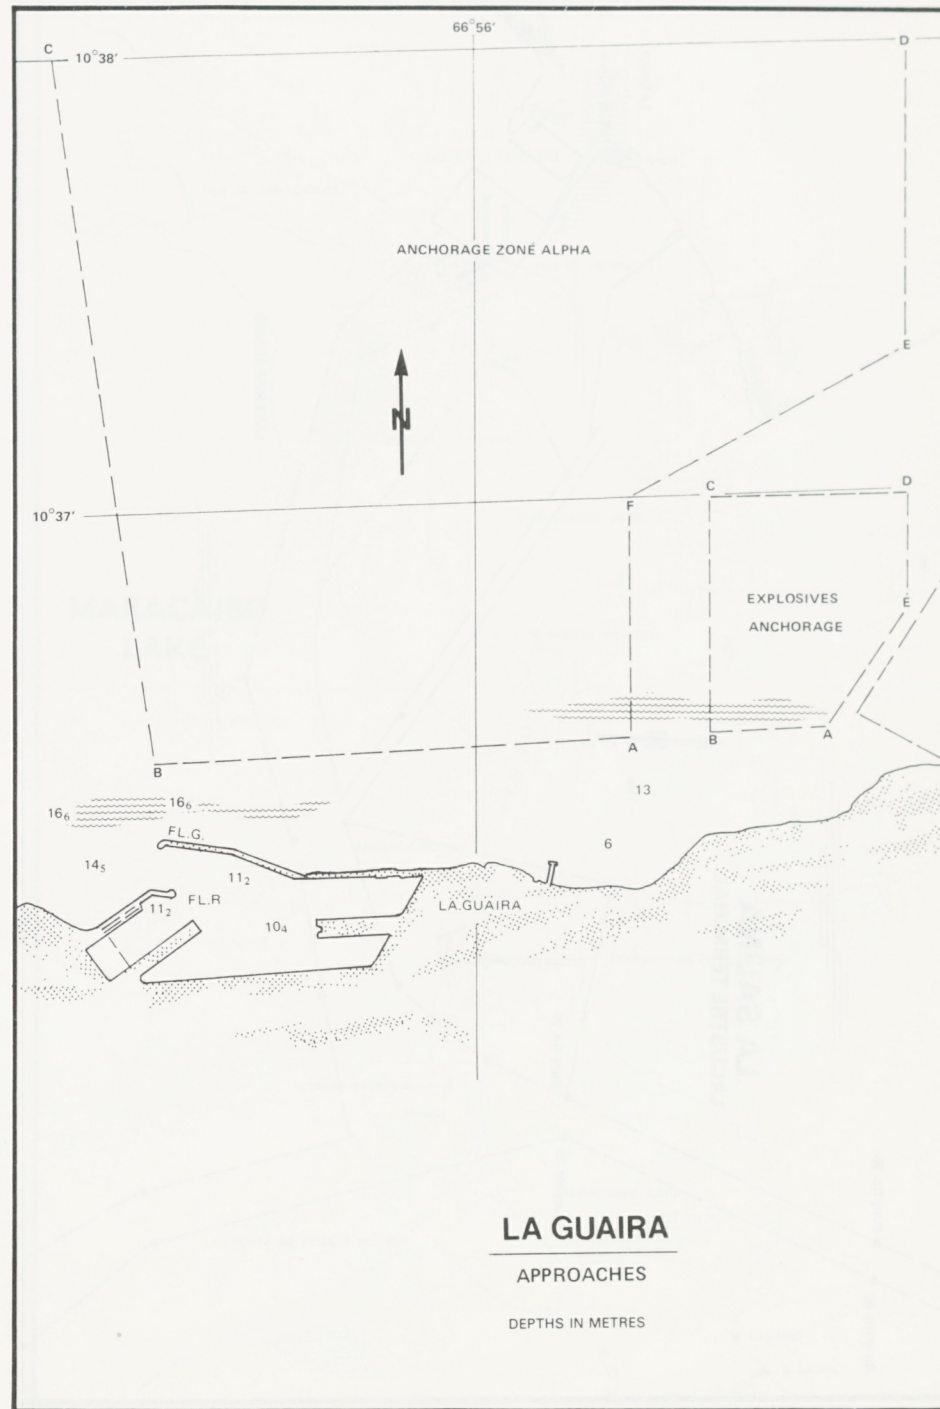 66°56'
C
10°38'
D
ANCHORAGE ZONE ALPHA
N
E
10°37'
F
C
D
EXPLOSIVES
ANCHORAGE
E
B
A
B
A
13
16₆
16₆
FL.G.
6
14₅
11₂
FL.R
11₂
10₄
LA.GUAIRA
LA GUAIRA
APPROACHES
DEPTHS IN METRES